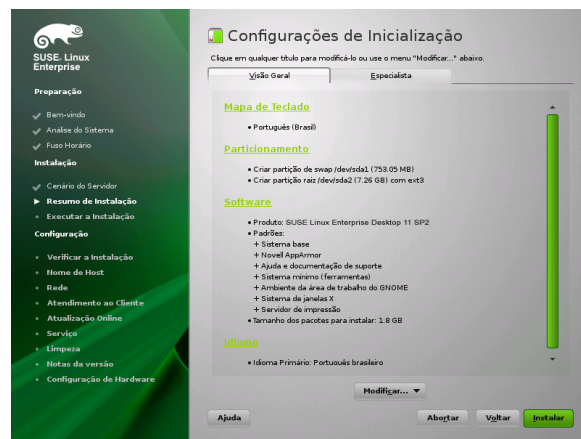 SUSE. Linux
Enterprise
Preparação
Bem-vindo
Análise do Sistema
Fuso Horário
Instalação
Cenário do Servidor
Resumo de Instalação
Executar a Instalação
Configuração
Verificar a Instalação
Nome de Host
Rede
Atendimento ao Cliente
Atualização Online
Serviço
Limpeza
Notas da versão
Configuração de Hardware
Configurações de Inicialização
Clique em qualquer título para modificá-lo ou use o menu "Modificar..." abaixo.
Visão Geral
Especialista
Mapa de Teclado
• Português (Brasil)
Particionamento
• Criar partição de swap /dev/sda1 (753.05 MB)
• Criar partição raiz /dev/sda2 (7.26 GB) com ext3
Software
• Produto: SUSE Linux Enterprise Desktop 11 SP2
• Padrões:
+ Sistema base
+ Novell AppArmor
+ Ajuda e documentação de suporte
+ Sistema mínimo (ferramentas)
+ Ambiente da área de trabalho do GNOME
+ Sistema de janelas X
+ Servidor de impressão
• Tamanho dos pacotes para instalar: 1.8 GB
Idioma
• Idioma Primário: Português brasileiro
Modificar...
Ajuda
Abortar
Voltar
Instalar